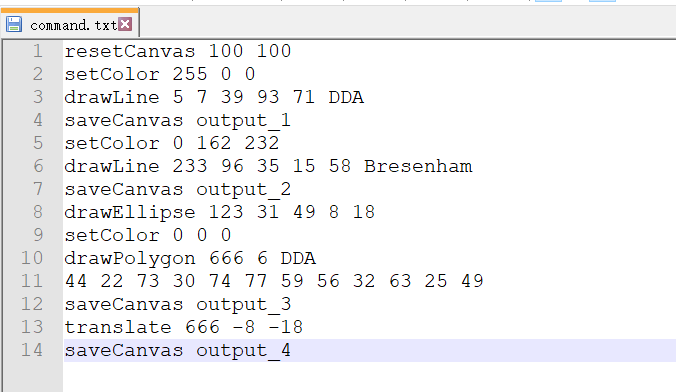 command.txt
1 resetCanvas 100 100
2 setColor 255 0 0
3 drawLine 5 7 39 93 71 DDA
4 saveCanvas output_1
5 setColor 0 162 232
6 drawLine 233 96 35 15 58 Bresenham
7 saveCanvas output_2
8 drawEllipse 123 31 49 8 18
9 setColor 0 0 0
10 drawPolygon 666 6 DDA
11 44 22 73 30 74 77 59 56 32 63 25 49
12 saveCanvas output_3
13 translate 666 -8 -18
14 saveCanvas output_4